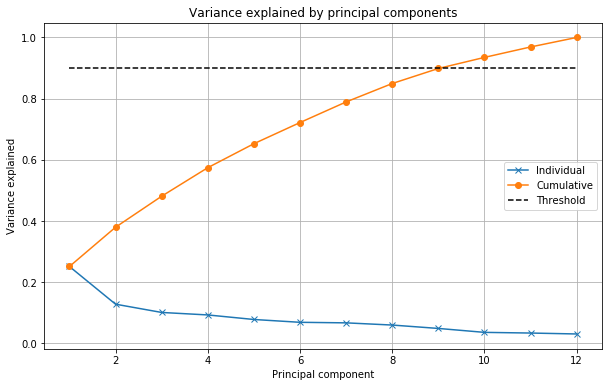 Variance explained by principal components
1.0
0.8
0.6
0.4
0.2
0.0
Variance explained
Individual
Cumulative
Threshold
2 4 6 8 10 12
Principal component